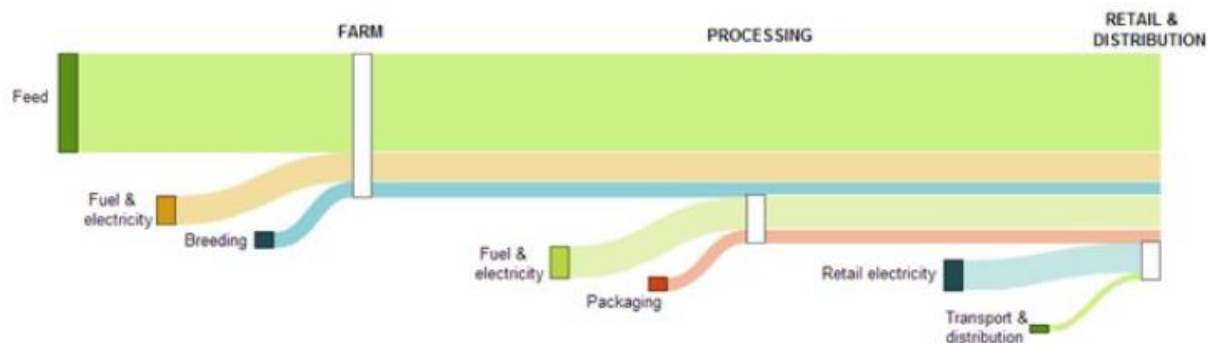 FARM
PROCESSING
RETAIL &
DISTRIBUTION
Feed
Fuel &
electricity
Breeding
Fuel &
electricity
Packaging
Retail electricity
Transport &
distribution